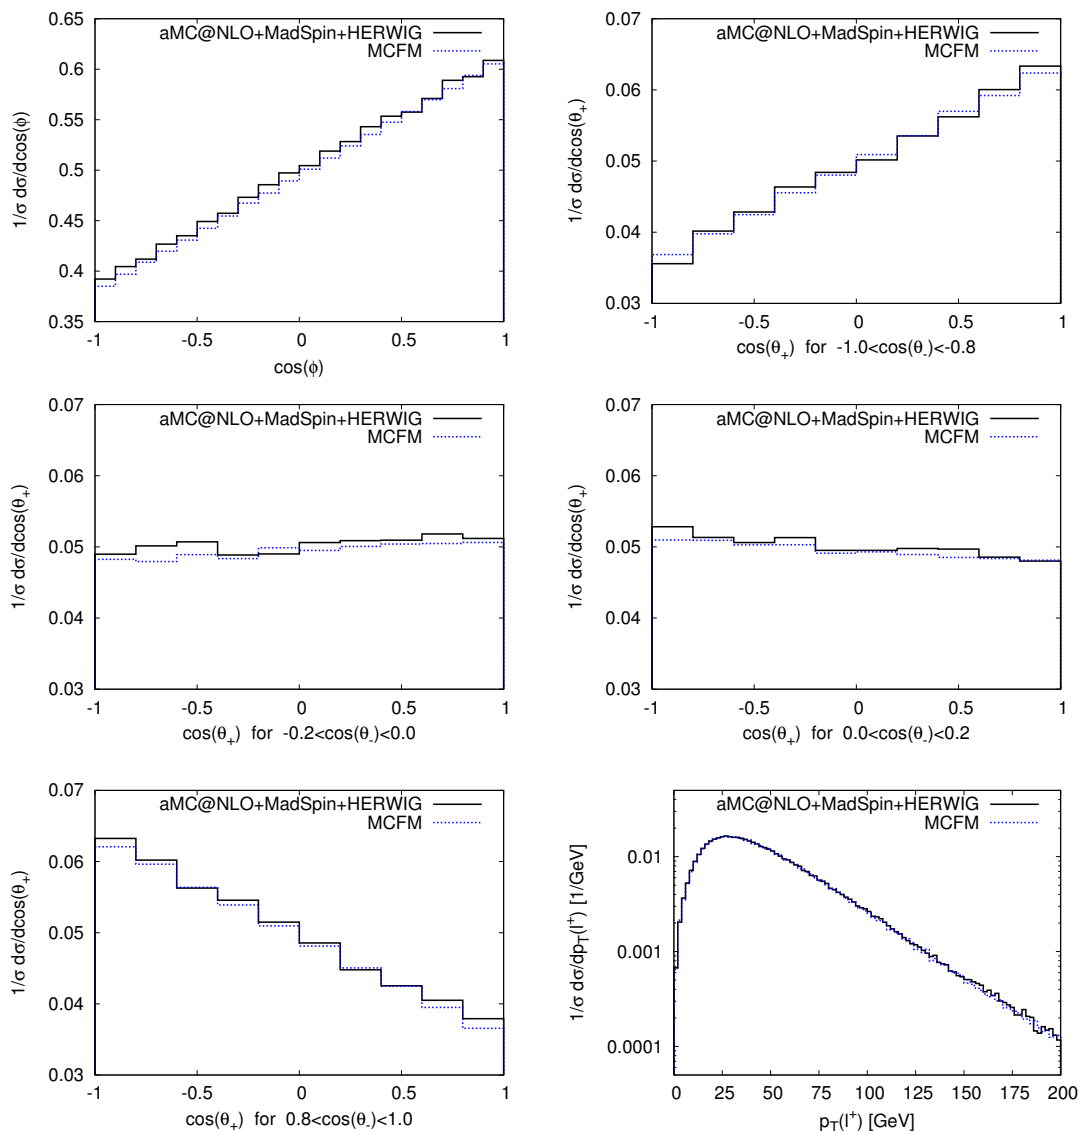 aMC@NLO+MadSpin+HERWIG
MCFM
1/σ dσ/dcos(ϕ)
0.65
0.6
0.55
0.5
0.45
0.4
0.35
-1 -0.5 0 0.5 1
cos(ϕ)
aMC@NLO+MadSpin+HERWIG
MCFM
1/σ dσ/dcos(θ+)
0.07
0.06
0.05
0.04
0.03
-1 -0.5 0 0.5 1
cos(θ+) for -1.0<cos(θ-)<-0.8
aMC@NLO+MadSpin+HERWIG
MCFM
1/σ dσ/dcos(θ+)
0.07
0.06
0.05
0.04
0.03
-1 -0.5 0 0.5 1
cos(θ+) for -0.2<cos(θ-)<0.0
aMC@NLO+MadSpin+HERWIG
MCFM
1/σ dσ/dcos(θ+)
0.07
0.06
0.05
0.04
0.03
-1 -0.5 0 0.5 1
cos(θ+) for 0.0<cos(θ-)<0.2
aMC@NLO+MadSpin+HERWIG
MCFM
1/σ dσ/dcos(θ+)
0.07
0.06
0.05
0.04
0.03
-1 -0.5 0 0.5 1
cos(θ+) for 0.8<cos(θ-)<1.0
aMC@NLO+MadSpin+HERWIG
MCFM
1/σ dσ/dpT(l+) [1/GeV]
0.01
0.001
0.0001
0 25 50 75 100 125 150 175 200
pT(l+) [GeV]